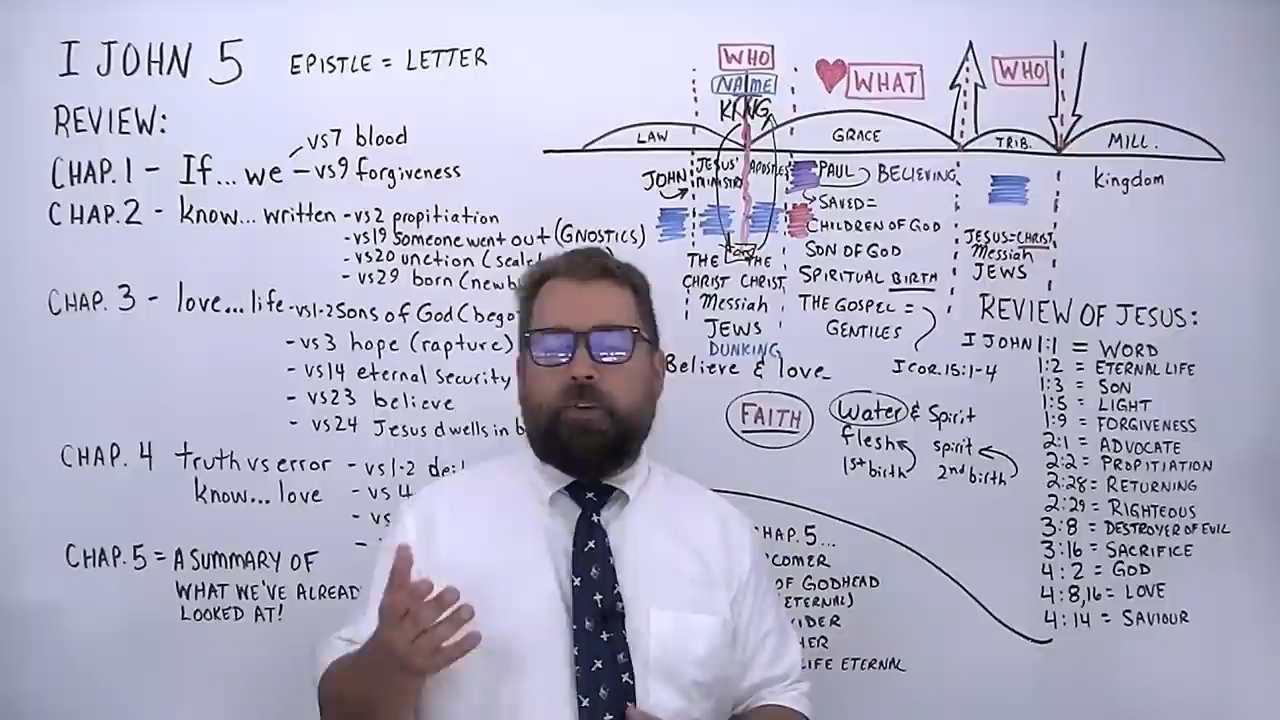 I JOHN 5 EPISTLE = LETTER
REVIEW:
CHAP. 1 - If... we - vs7 blood
- vs9 forgiveness
CHAP. 2 - know... written - vs2 propitiation
- vs19 Someone went out (GNOSTICS)
- vs20 unction (seale
- vs29 born (newb
CHAP. 3 - love... life - vs1-2 Sons of God (bego
- vs3 hope (rapture)
- vs14 eternal security
- vs23 believe
- vs24 Jesus dwells in b
CHAP. 4 truth vs error - vs1-2
know... love - vs4
- vs
CHAP. 5 = A SUMMARY OF
WHAT WE'VE ALREAD
LOOKED AT!
WHO
NAME
KING
WHAT
WHO
LAW
GRACE
TRIB.
MILL.
JOHN
JESUS' MINISTRY
APOSTLES
PAUL
BELIEVING
Kingdom
SAVED =
CHILDREN OF GOD
SON OF GOD
SPIRITUAL BIRTH
THE GOSPEL =
GENTILES
I COR. 15:1-4
THE THE
CHRIST CHRIST
Messiah
JEWS
DUNKING
Believe & love
JESUS = CHRIST
Messiah
JEWS
FAITH
Water & Spirit
flesh spirit
1st birth 2nd birth
REVIEW OF JESUS:
I JOHN 1:1 = WORD
1:2 = ETERNAL LIFE
1:3 = SON
1:5 = LIGHT
1:9 = FORGIVENESS
2:1 = ADVOCATE
2:2 = PROPITIATION
2:28 = RETURNING
2:29 = RIGHTEOUS
3:8 = DESTROYER OF EVIL
3:16 = SACRIFICE
4:2 = GOD
4:8,16 = LOVE
4:14 = SAVIOUR
CHAP. 5...
COMER
OF GODHEAD
ETERNAL)
IDER
HER
LIFE ETERNAL